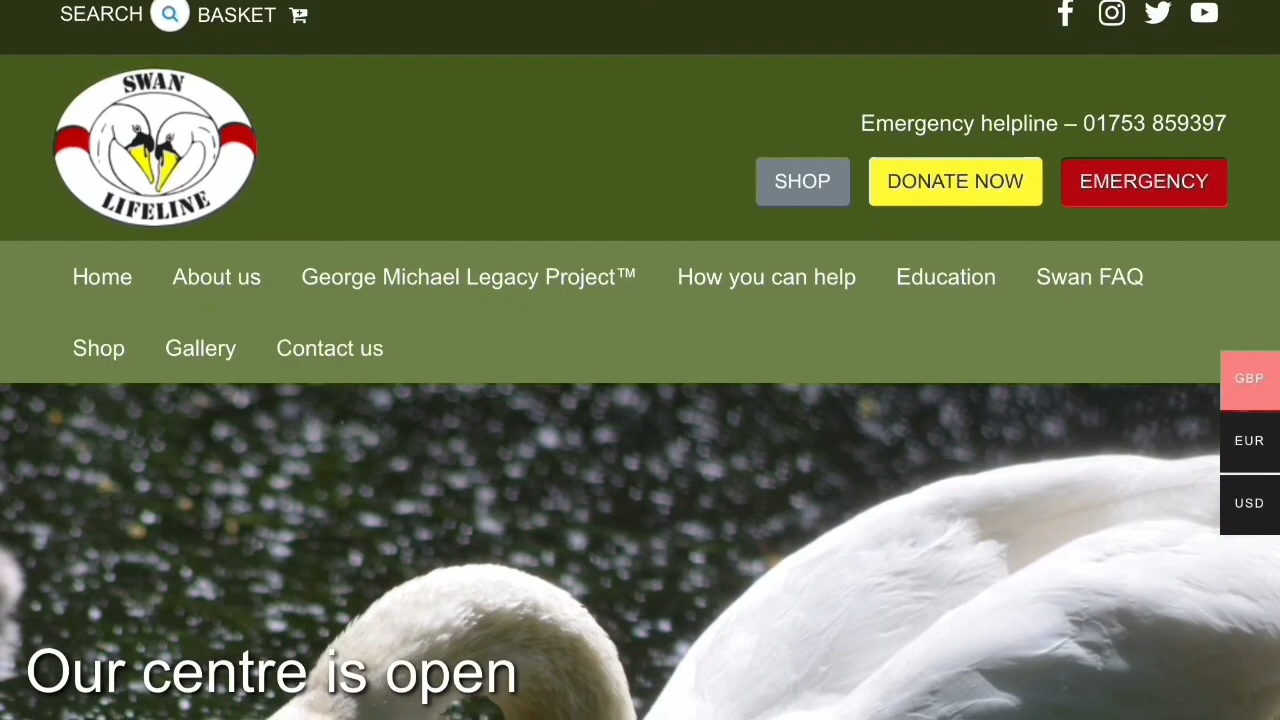 SEARCH BASKET
SWAN
LIFELINE
Emergency helpline – 01753 859397
SHOP DONATE NOW EMERGENCY
Home About us George Michael Legacy Project™ How you can help Education Swan FAQ
Shop Gallery Contact us
GBP
EUR
USD
Our centre is open